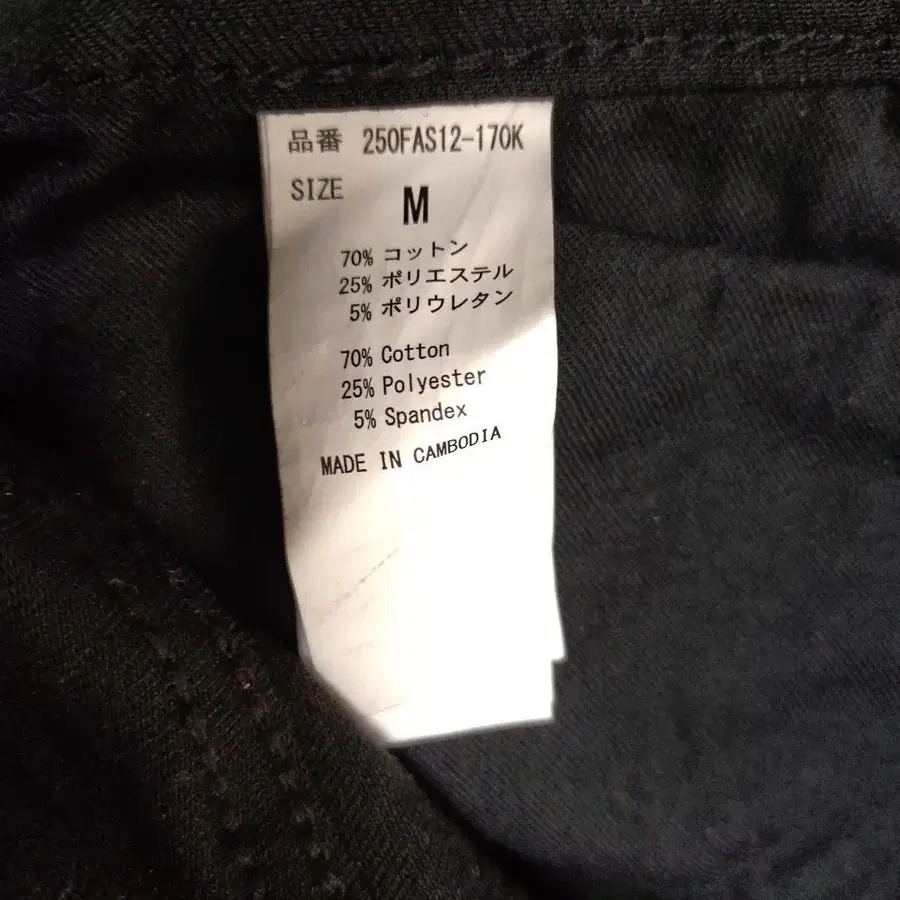 品番 250FAS12-170K
SIZE M
70% コットン
25% ポリエステル
5% ポリウレタン
70% Cotton
25% Polyester
5% Spandex
MADE IN CAMBODIA